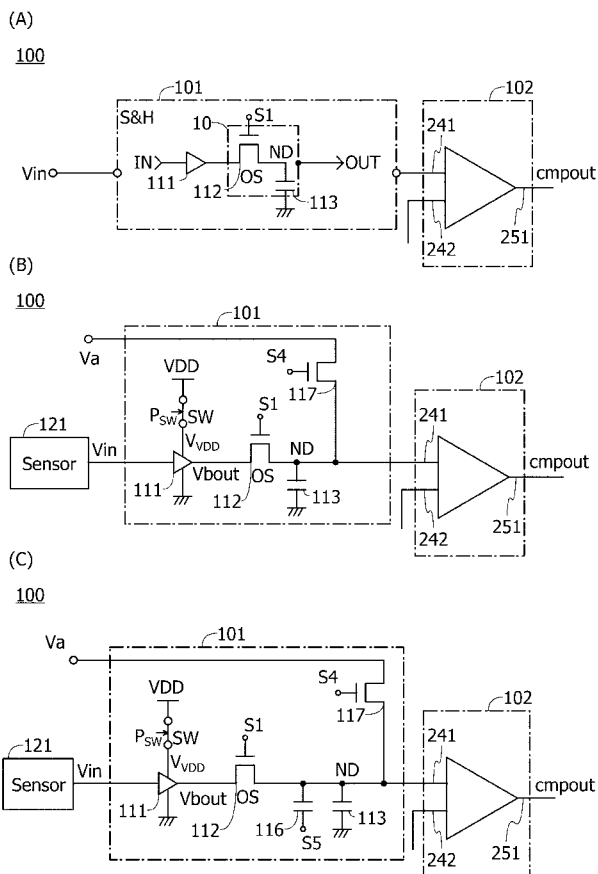 (A)
100
101
102
S&H
S1
10
241
Vin
IN
ND
OUT
111
112
OS
113
242
251
cmpout
(B)
100
101
Va
S4
102
VDD
117
121
PSW
SW
S1
241
Sensor
Vin
VVDD
ND
cmpout
111
Vbout
112
OS
113
242
251
(C)
100
101
Va
S4
102
VDD
117
121
PSW
SW
S1
241
Sensor
Vin
VVDD
ND
cmpout
111
Vbout
112
OS
116
113
S5
242
251